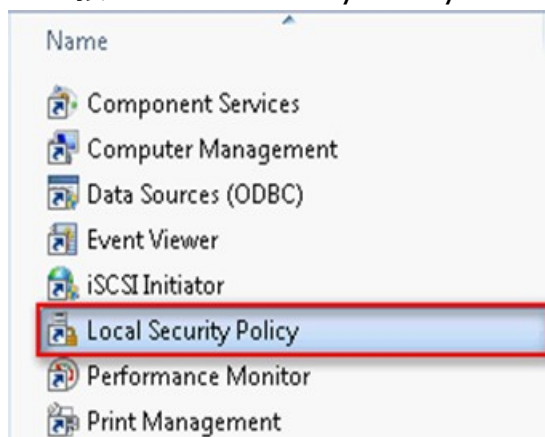 Name
Component Services
Computer Management
Data Sources (ODBC)
Event Viewer
iSCSI Initiator
Local Security Policy
Performance Monitor
Print Management